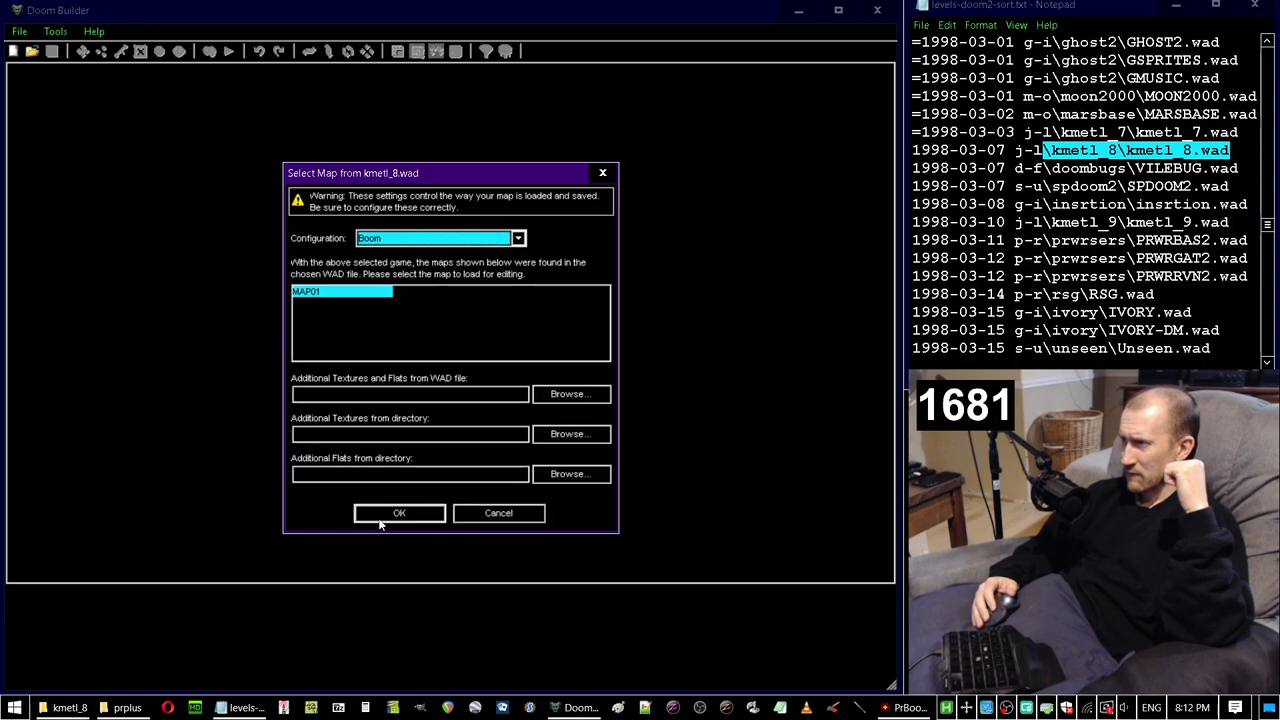 Doom Builder
File Tools Help
Select Map from kmetl_8.wad
Warning: These settings control the way your map is loaded and saved.
Be sure to configure these correctly.
Configuration: Boom
With the above selected game, the maps shown below were found in the
chosen WAD file. Please select the map to load for editing.
MAP01
Additional Textures and Flats from WAD file:
Browse...
Additional Textures from directory:
Browse...
Additional Flats from directory:
Browse...
OK Cancel
levels-doom2-sort.txt - Notepad
File Edit Format View Help
=1998-03-01 g-i\ghost2\GHOST2.wad
=1998-03-01 g-i\ghost2\GSPRITES.wad
=1998-03-01 g-i\ghost2\GMUSIC.wad
=1998-03-01 m-o\moon2000\MOON2000.wad
=1998-03-02 m-o\marsbase\MARSBASE.wad
=1998-03-03 j-l\kmetl_7\kmetl_7.wad
1998-03-07 j-l\kmetl_8\kmetl_8.wad
1998-03-07 d-f\doombugs\VILEBUG.wad
1998-03-07 s-u\spdoom2\SPDOOM2.wad
1998-03-08 g-i\insrtion\insrtion.wad
1998-03-10 j-l\kmetl_9\kmetl_9.wad
1998-03-11 p-r\prwrsers\PRWRBAS2.wad
1998-03-12 p-r\prwrsers\PRWRGAT2.wad
1998-03-12 p-r\prwrsers\PRWRRVN2.wad
1998-03-14 p-r\rsg\RSG.wad
1998-03-15 g-i\ivory\IVORY.wad
1998-03-15 g-i\ivory\IVORY-DM.wad
1998-03-15 s-u\unseen\Unseen.wad
1681
kmetl_8 prplus HD levels-... Doom... PrBoo... ENG 8:12 PM